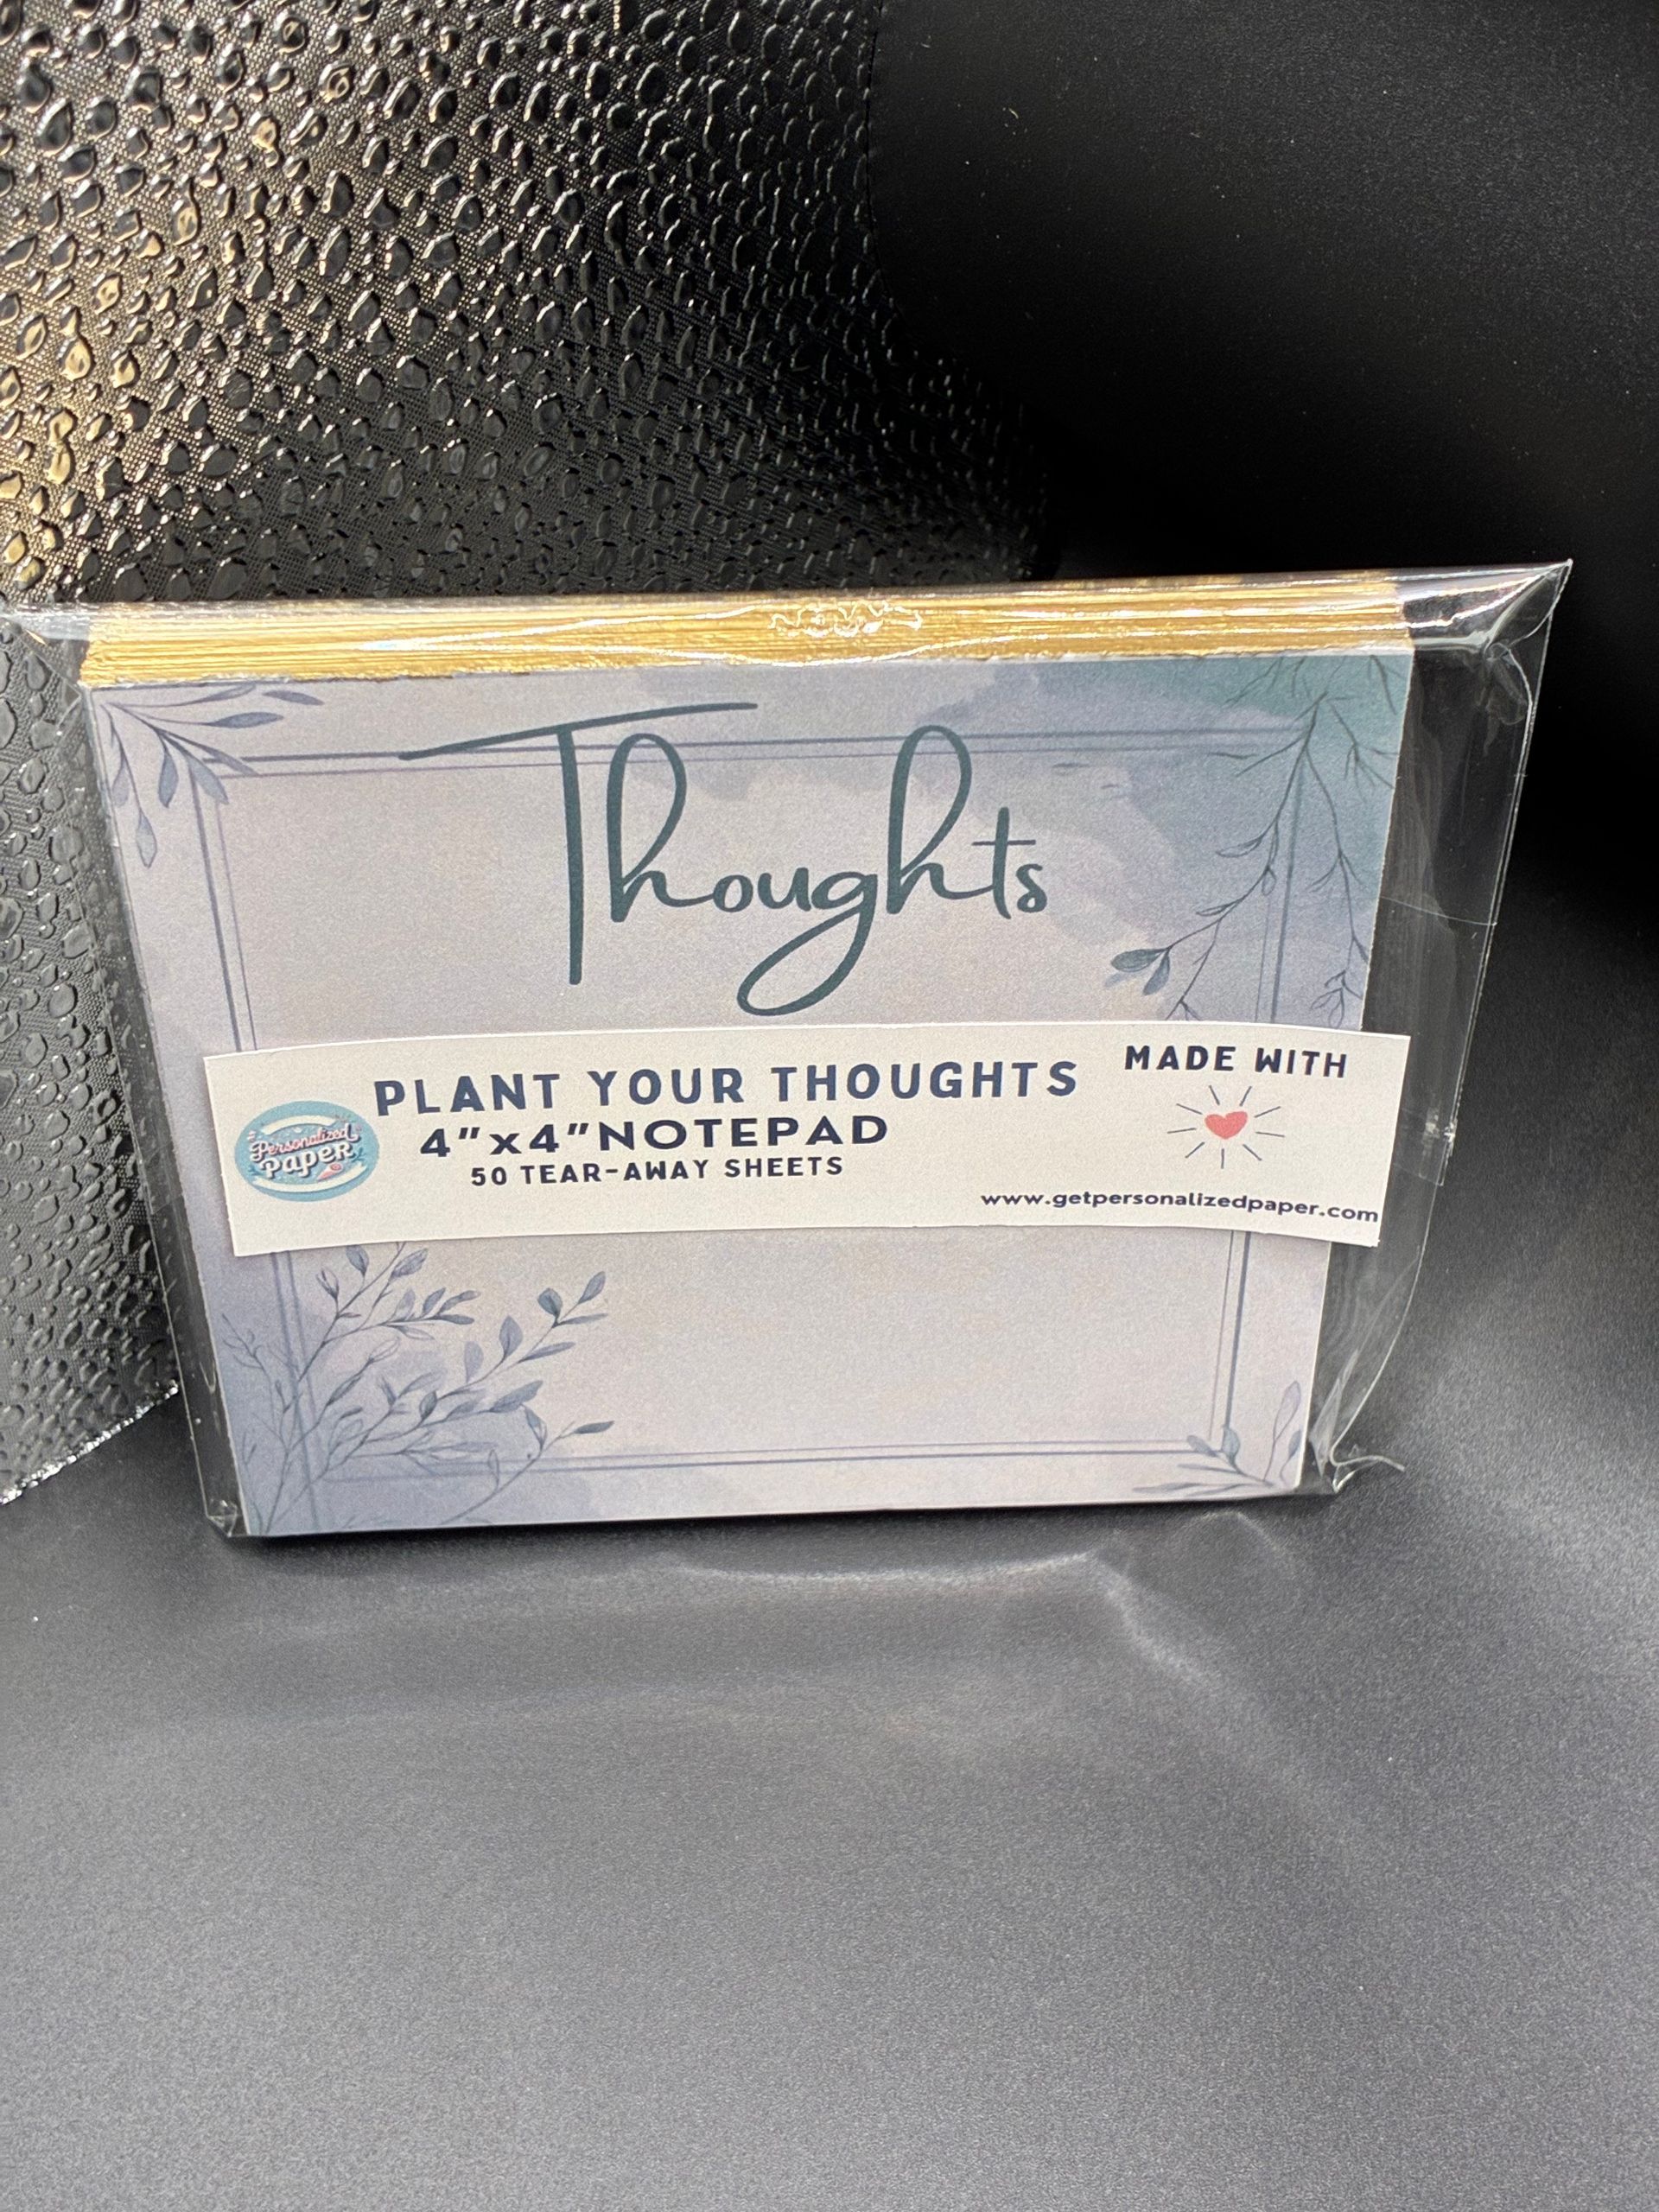 Thoughts
PLANT YOUR THOUGHTS
4"x4"NOTEPAD
50 TEAR-AWAY SHEETS
Personalized
PAPER
MADE WITH
www.getpersonalizedpaper.com